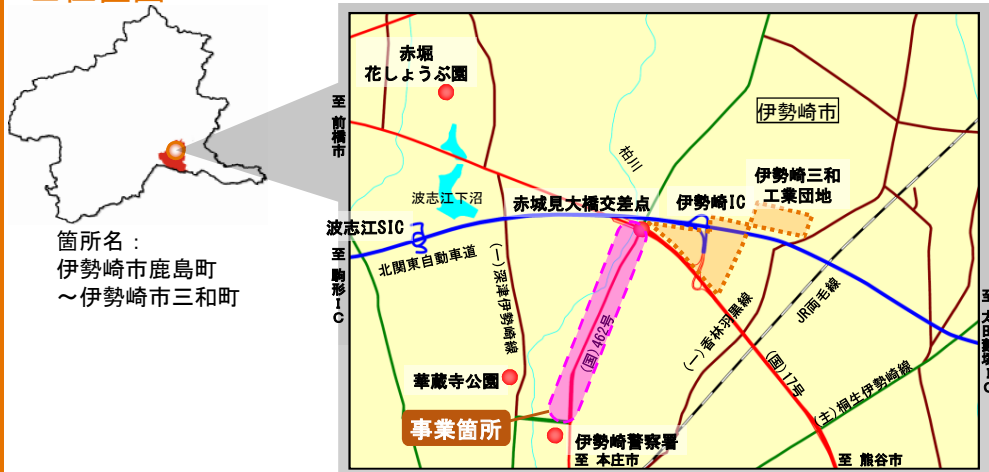 赤堀
花しょうぶ園
至 前橋市
伊勢崎市
粕川
波志江下沼
伊勢崎三和
工業団地
赤城見大橋交差点
伊勢崎IC
波志江SIC
北関東自動車道
至 駒形IC
箇所名：
伊勢崎市鹿島町
～伊勢崎市三和町
(一)深津伊勢崎線
(国)462号
(一)香林羽黒線
JR両毛線
(国)17号
至 太田藪塚IC
(主)桐生伊勢崎線
華蔵寺公園
事業箇所
伊勢崎警察署
至 本庄市
至 熊谷市